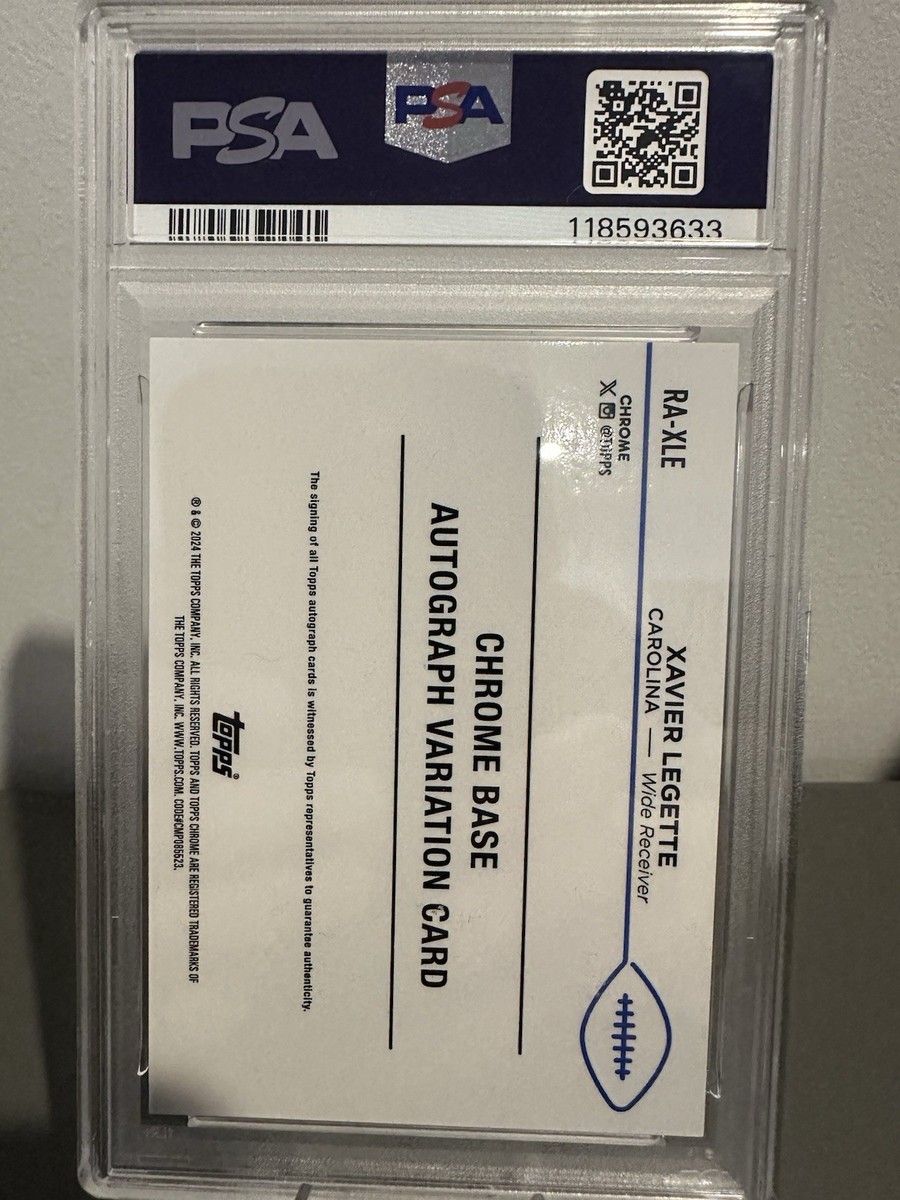 PSA
PSA
118593633
RA-XLE
XAVIER LEGETTE
CAROLINA — Wide Receiver
CHROME
X @TOPPS
CHROME BASE
AUTOGRAPH VARIATION CARD
The signing of all Topps autograph cards is witnessed by Topps representatives to guarantee authenticity.
topps®
® & © 2024 THE TOPPS COMPANY, INC. ALL RIGHTS RESERVED. TOPPS AND TOPPS CHROME ARE REGISTERED TRADEMARKS OF
THE TOPPS COMPANY, INC. WWW.TOPPS.COM. CODE#CMP085523.